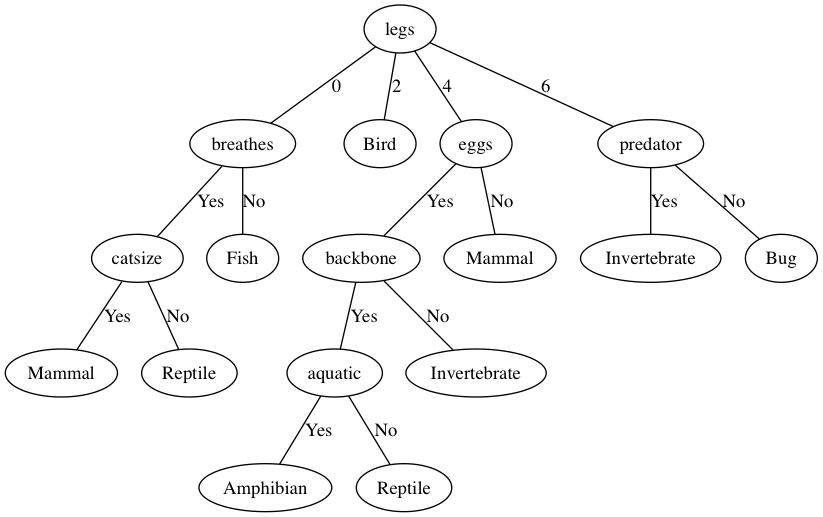 legs
0
2
4
6
breathes
Bird
eggs
predator
Yes
No
Yes
No
Yes
No
catsize
Fish
backbone
Mammal
Invertebrate
Bug
Yes
No
Yes
No
Mammal
Reptile
aquatic
Invertebrate
Yes
No
Amphibian
Reptile